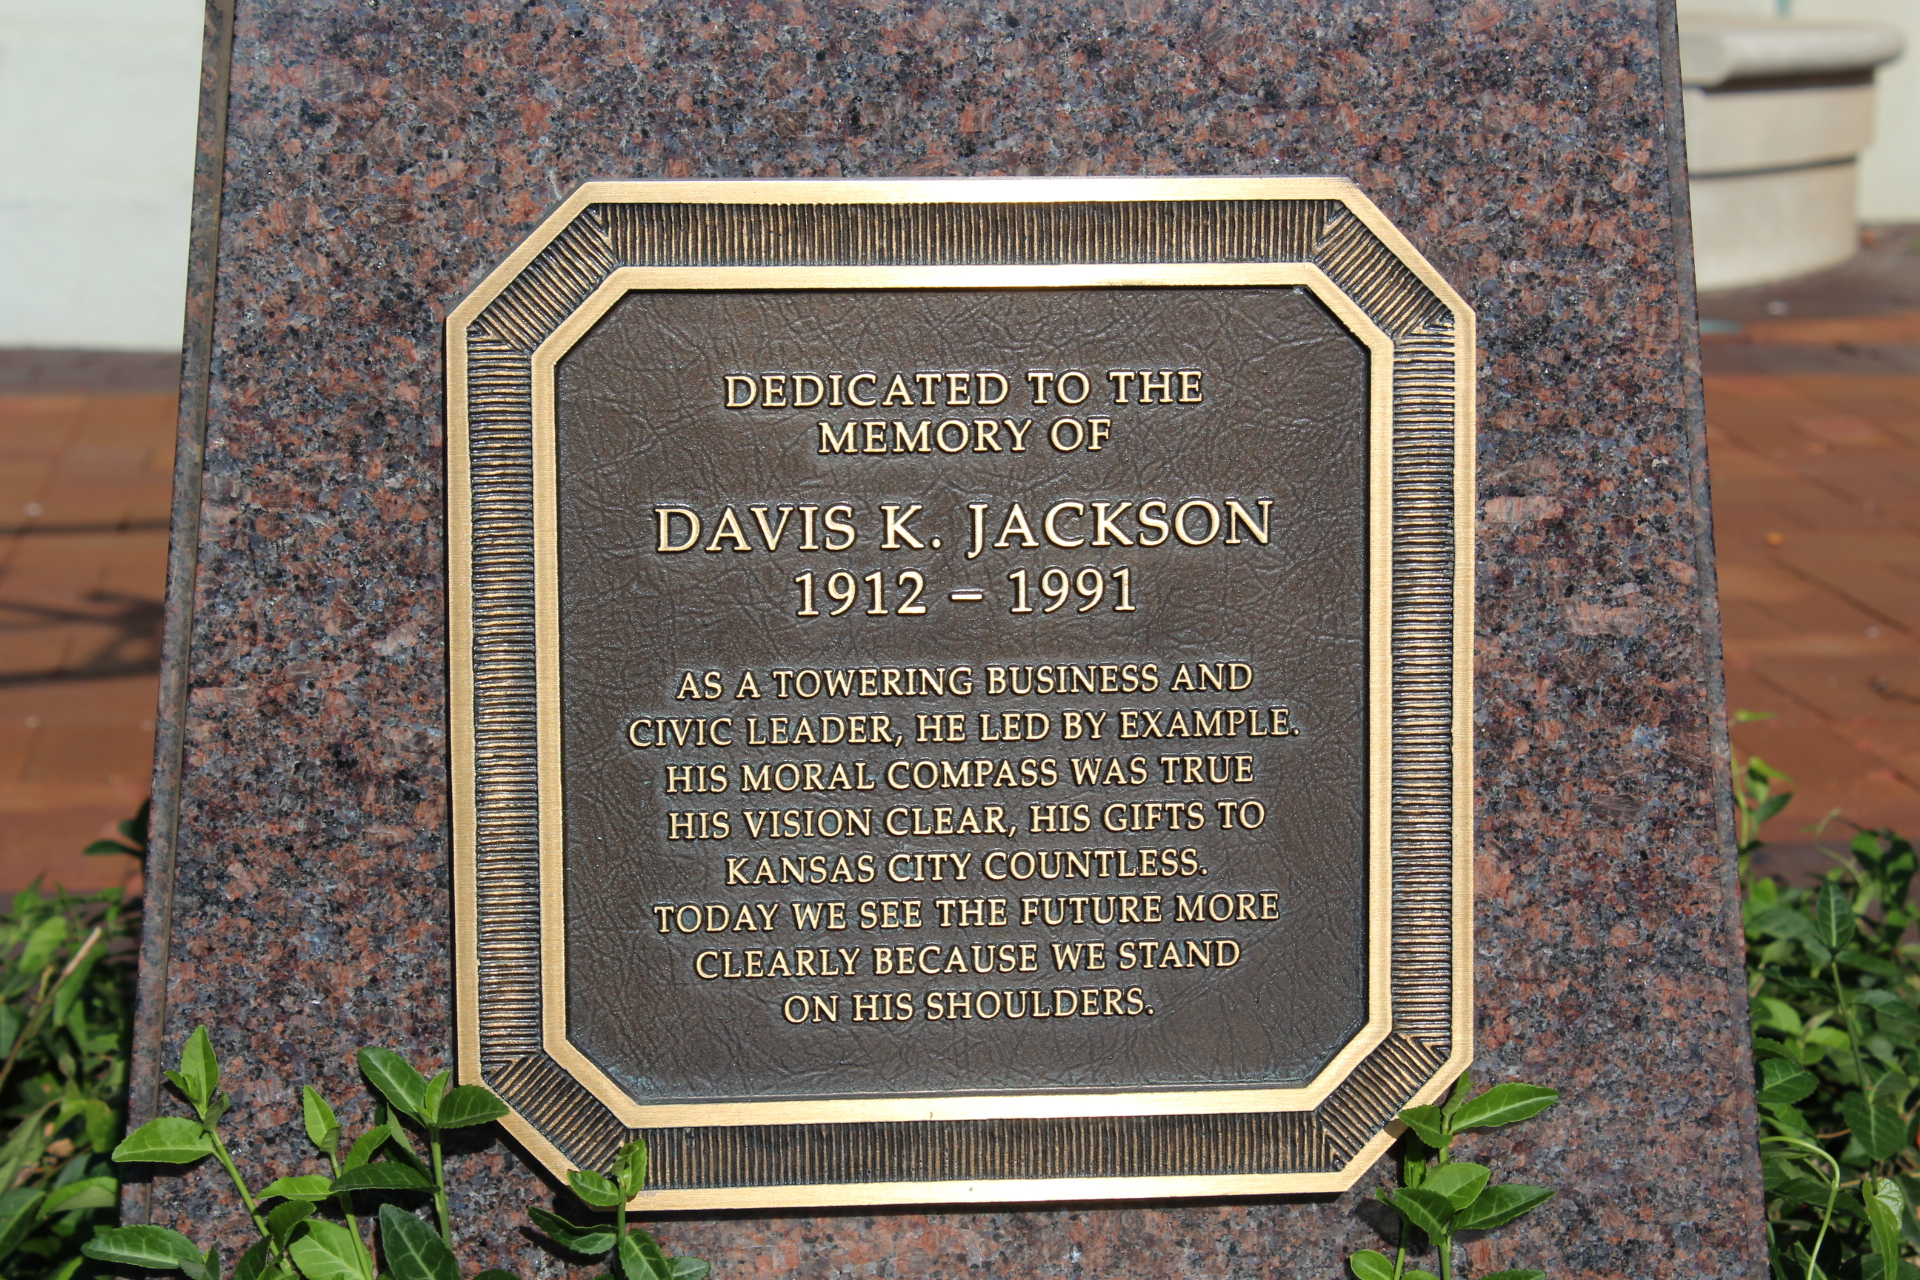 DEDICATED TO THE
MEMORY OF
DAVIS K. JACKSON
1912 – 1991
AS A TOWERING BUSINESS AND
CIVIC LEADER, HE LED BY EXAMPLE.
HIS MORAL COMPASS WAS TRUE
HIS VISION CLEAR, HIS GIFTS TO
KANSAS CITY COUNTLESS.
TODAY WE SEE THE FUTURE MORE
CLEARLY BECAUSE WE STAND
ON HIS SHOULDERS.